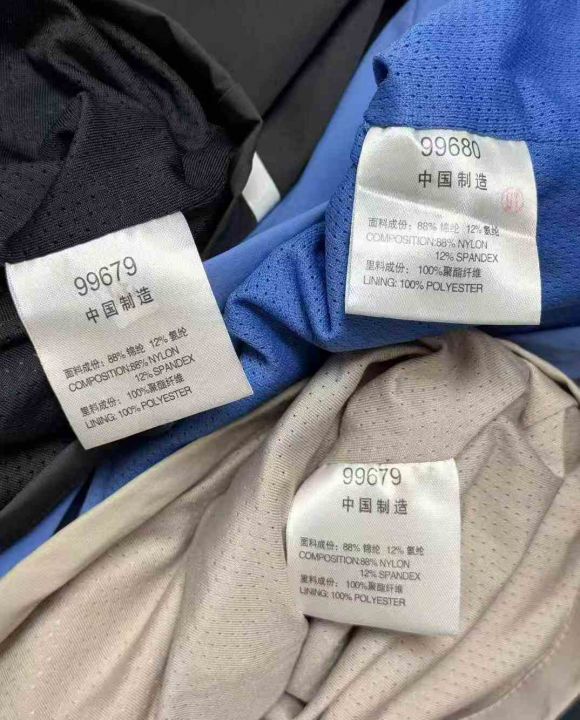 99680
中国制造
面料成份：88% 锦纶 12% 氨纶
COMPOSITION:88% NYLON
12% SPANDEX
里料成份：100%聚酯纤维
LINING: 100% POLYESTER
99679
中国制造
面料成份：88% 锦纶 12% 氨纶
COMPOSITION:88% NYLON
12% SPANDEX
里料成份：100%聚酯纤维
LINING: 100% POLYESTER
99679
中国制造
面料成份：88% 锦纶 12% 氨纶
COMPOSITION:88% NYLON
12% SPANDEX
里料成份：100%聚酯纤维
LINING: 100% POLYESTER